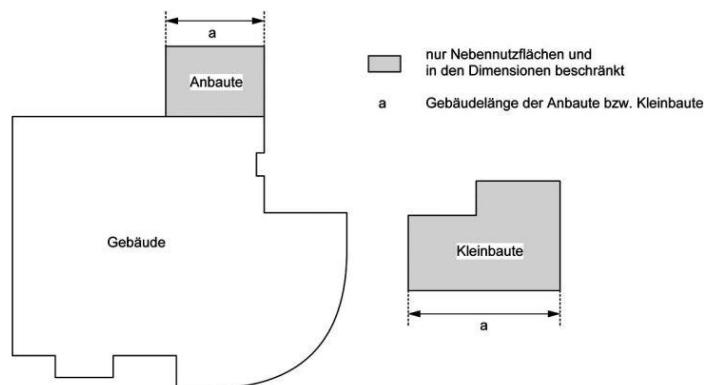 a
Anbaute
nur Nebennutzflächen und
in den Dimensionen beschränkt
a Gebäudelänge der Anbaute bzw. Kleinbaute
Gebäude
Kleinbaute
a